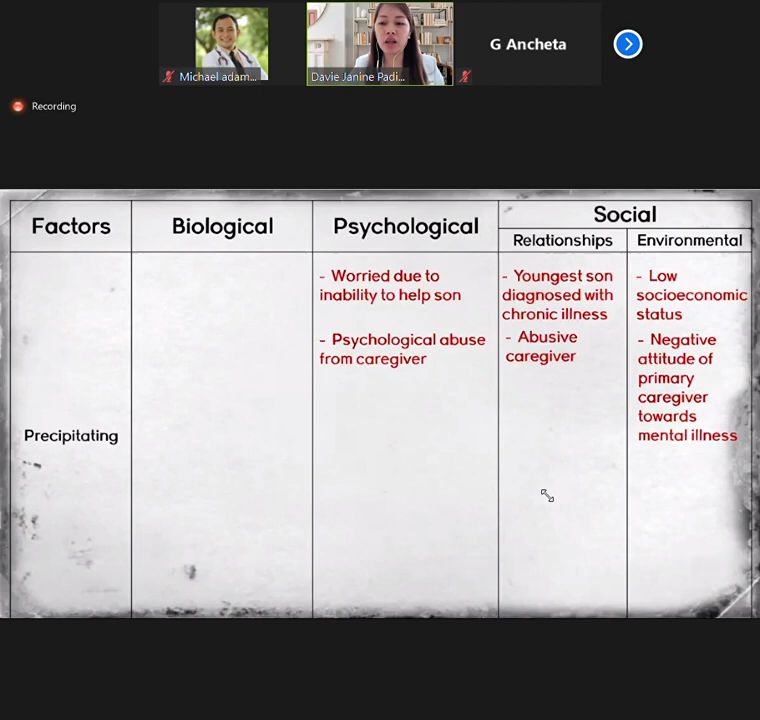 Michael adam...
Davie Janine Padi...
G Ancheta
Recording
Factors
Biological
Psychological
Social
Relationships
Environmental
Precipitating
- Worried due to
inability to help son
- Psychological abuse
from caregiver
- Youngest son
diagnosed with
chronic illness
- Abusive
caregiver
- Low
socioeconomic
status
- Negative
attitude of
primary
caregiver
towards
mental illness